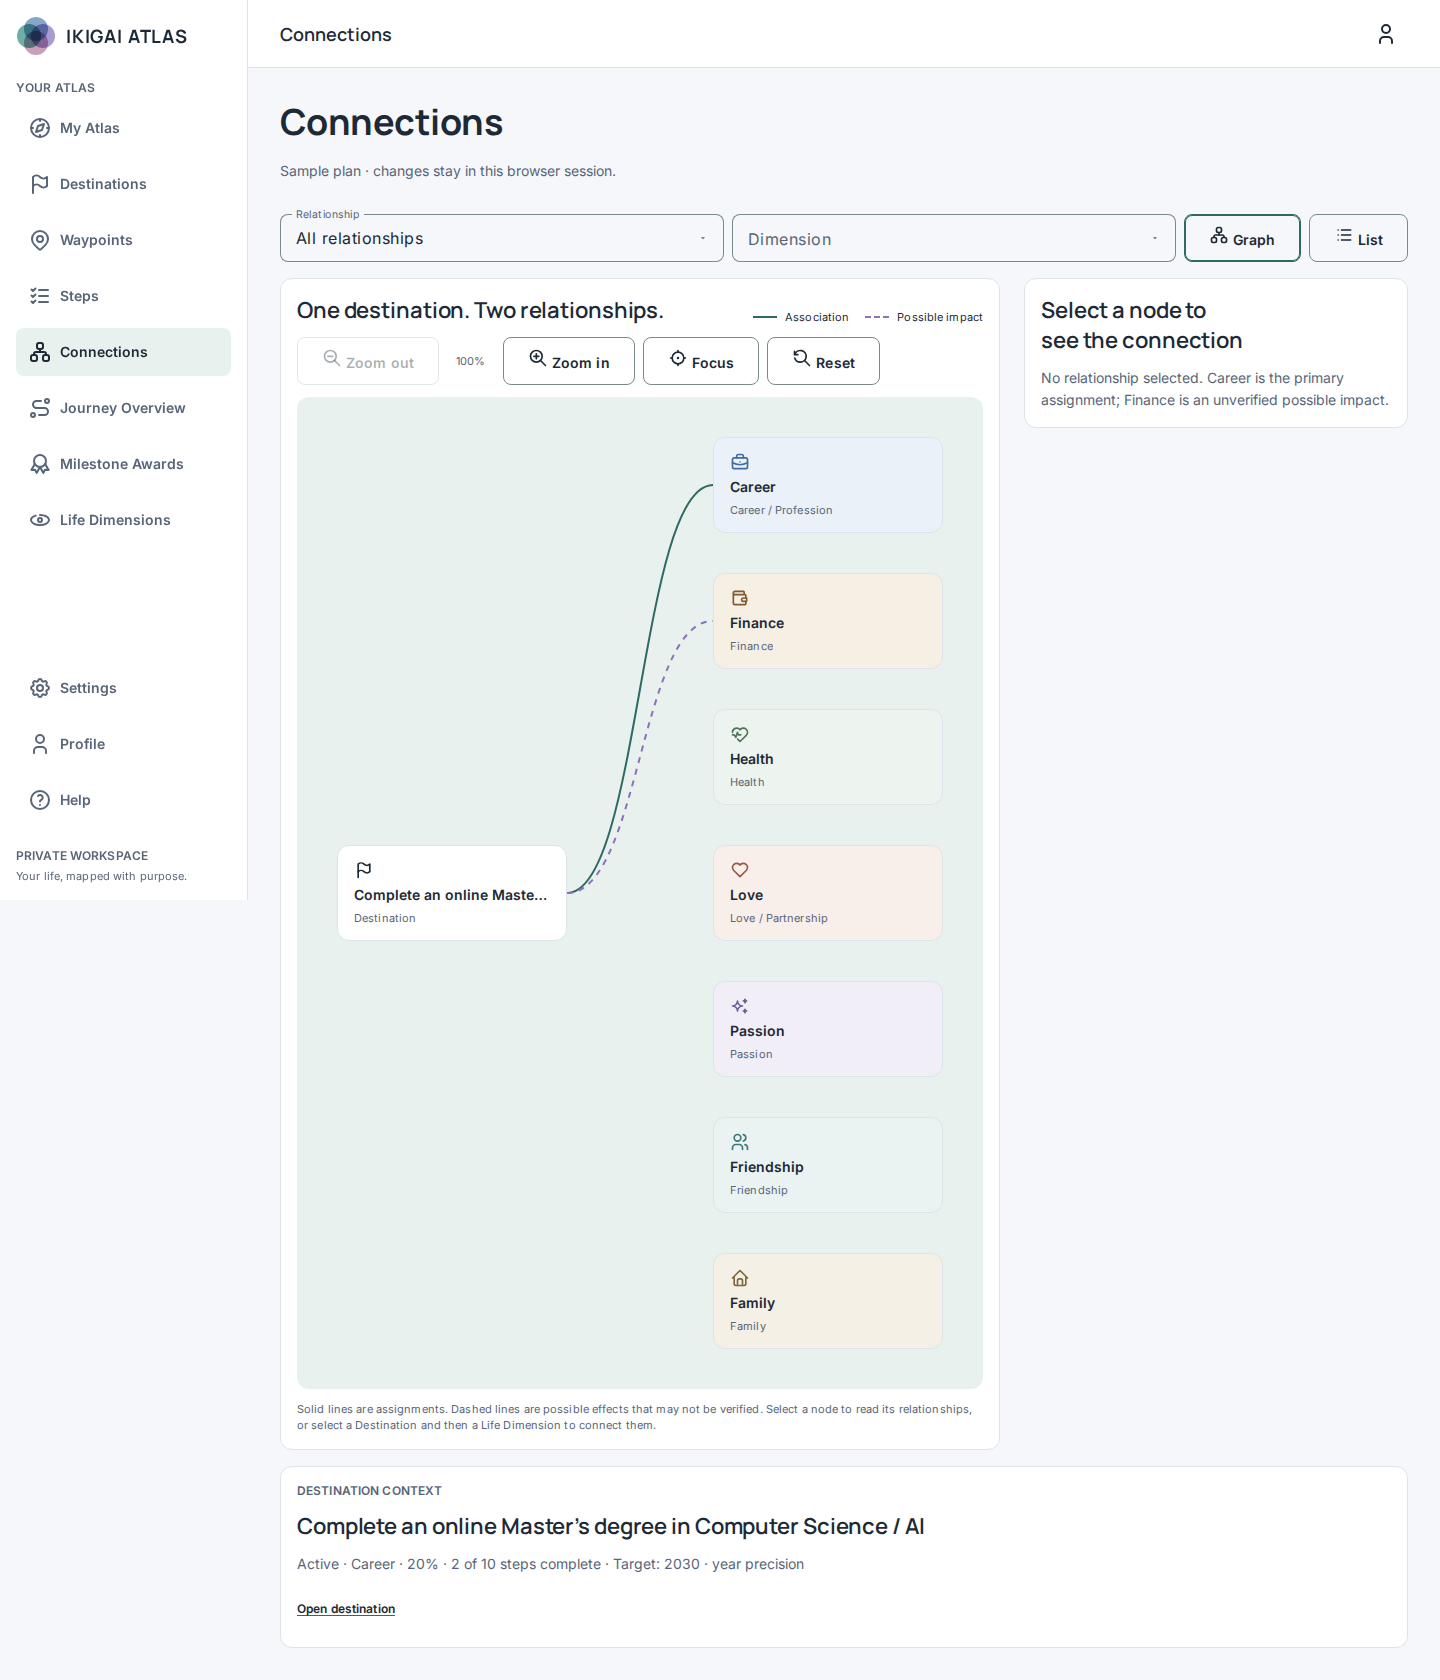 IKIGAI ATLAS
YOUR ATLAS
My Atlas
Destinations
Waypoints
Steps
Connections
Journey Overview
Milestone Awards
Life Dimensions
Settings
Profile
Help
PRIVATE WORKSPACE
Your life, mapped with purpose.
Connections
Connections
Sample plan · changes stay in this browser session.
Relationship
All relationships
Dimension
Graph
List
One destination. Two relationships.
Association
Possible impact
Zoom out
100%
Zoom in
Focus
Reset
Career
Career / Profession
Finance
Finance
Health
Health
Complete an online Maste...
Destination
Love
Love / Partnership
Passion
Passion
Friendship
Friendship
Family
Family
Solid lines are assignments. Dashed lines are possible effects that may not be verified. Select a node to read its relationships,
or select a Destination and then a Life Dimension to connect them.
Select a node to
see the connection
No relationship selected. Career is the primary
assignment; Finance is an unverified possible impact.
DESTINATION CONTEXT
Complete an online Master’s degree in Computer Science / AI
Active · Career · 20% · 2 of 10 steps complete · Target: 2030 · year precision
Open destination